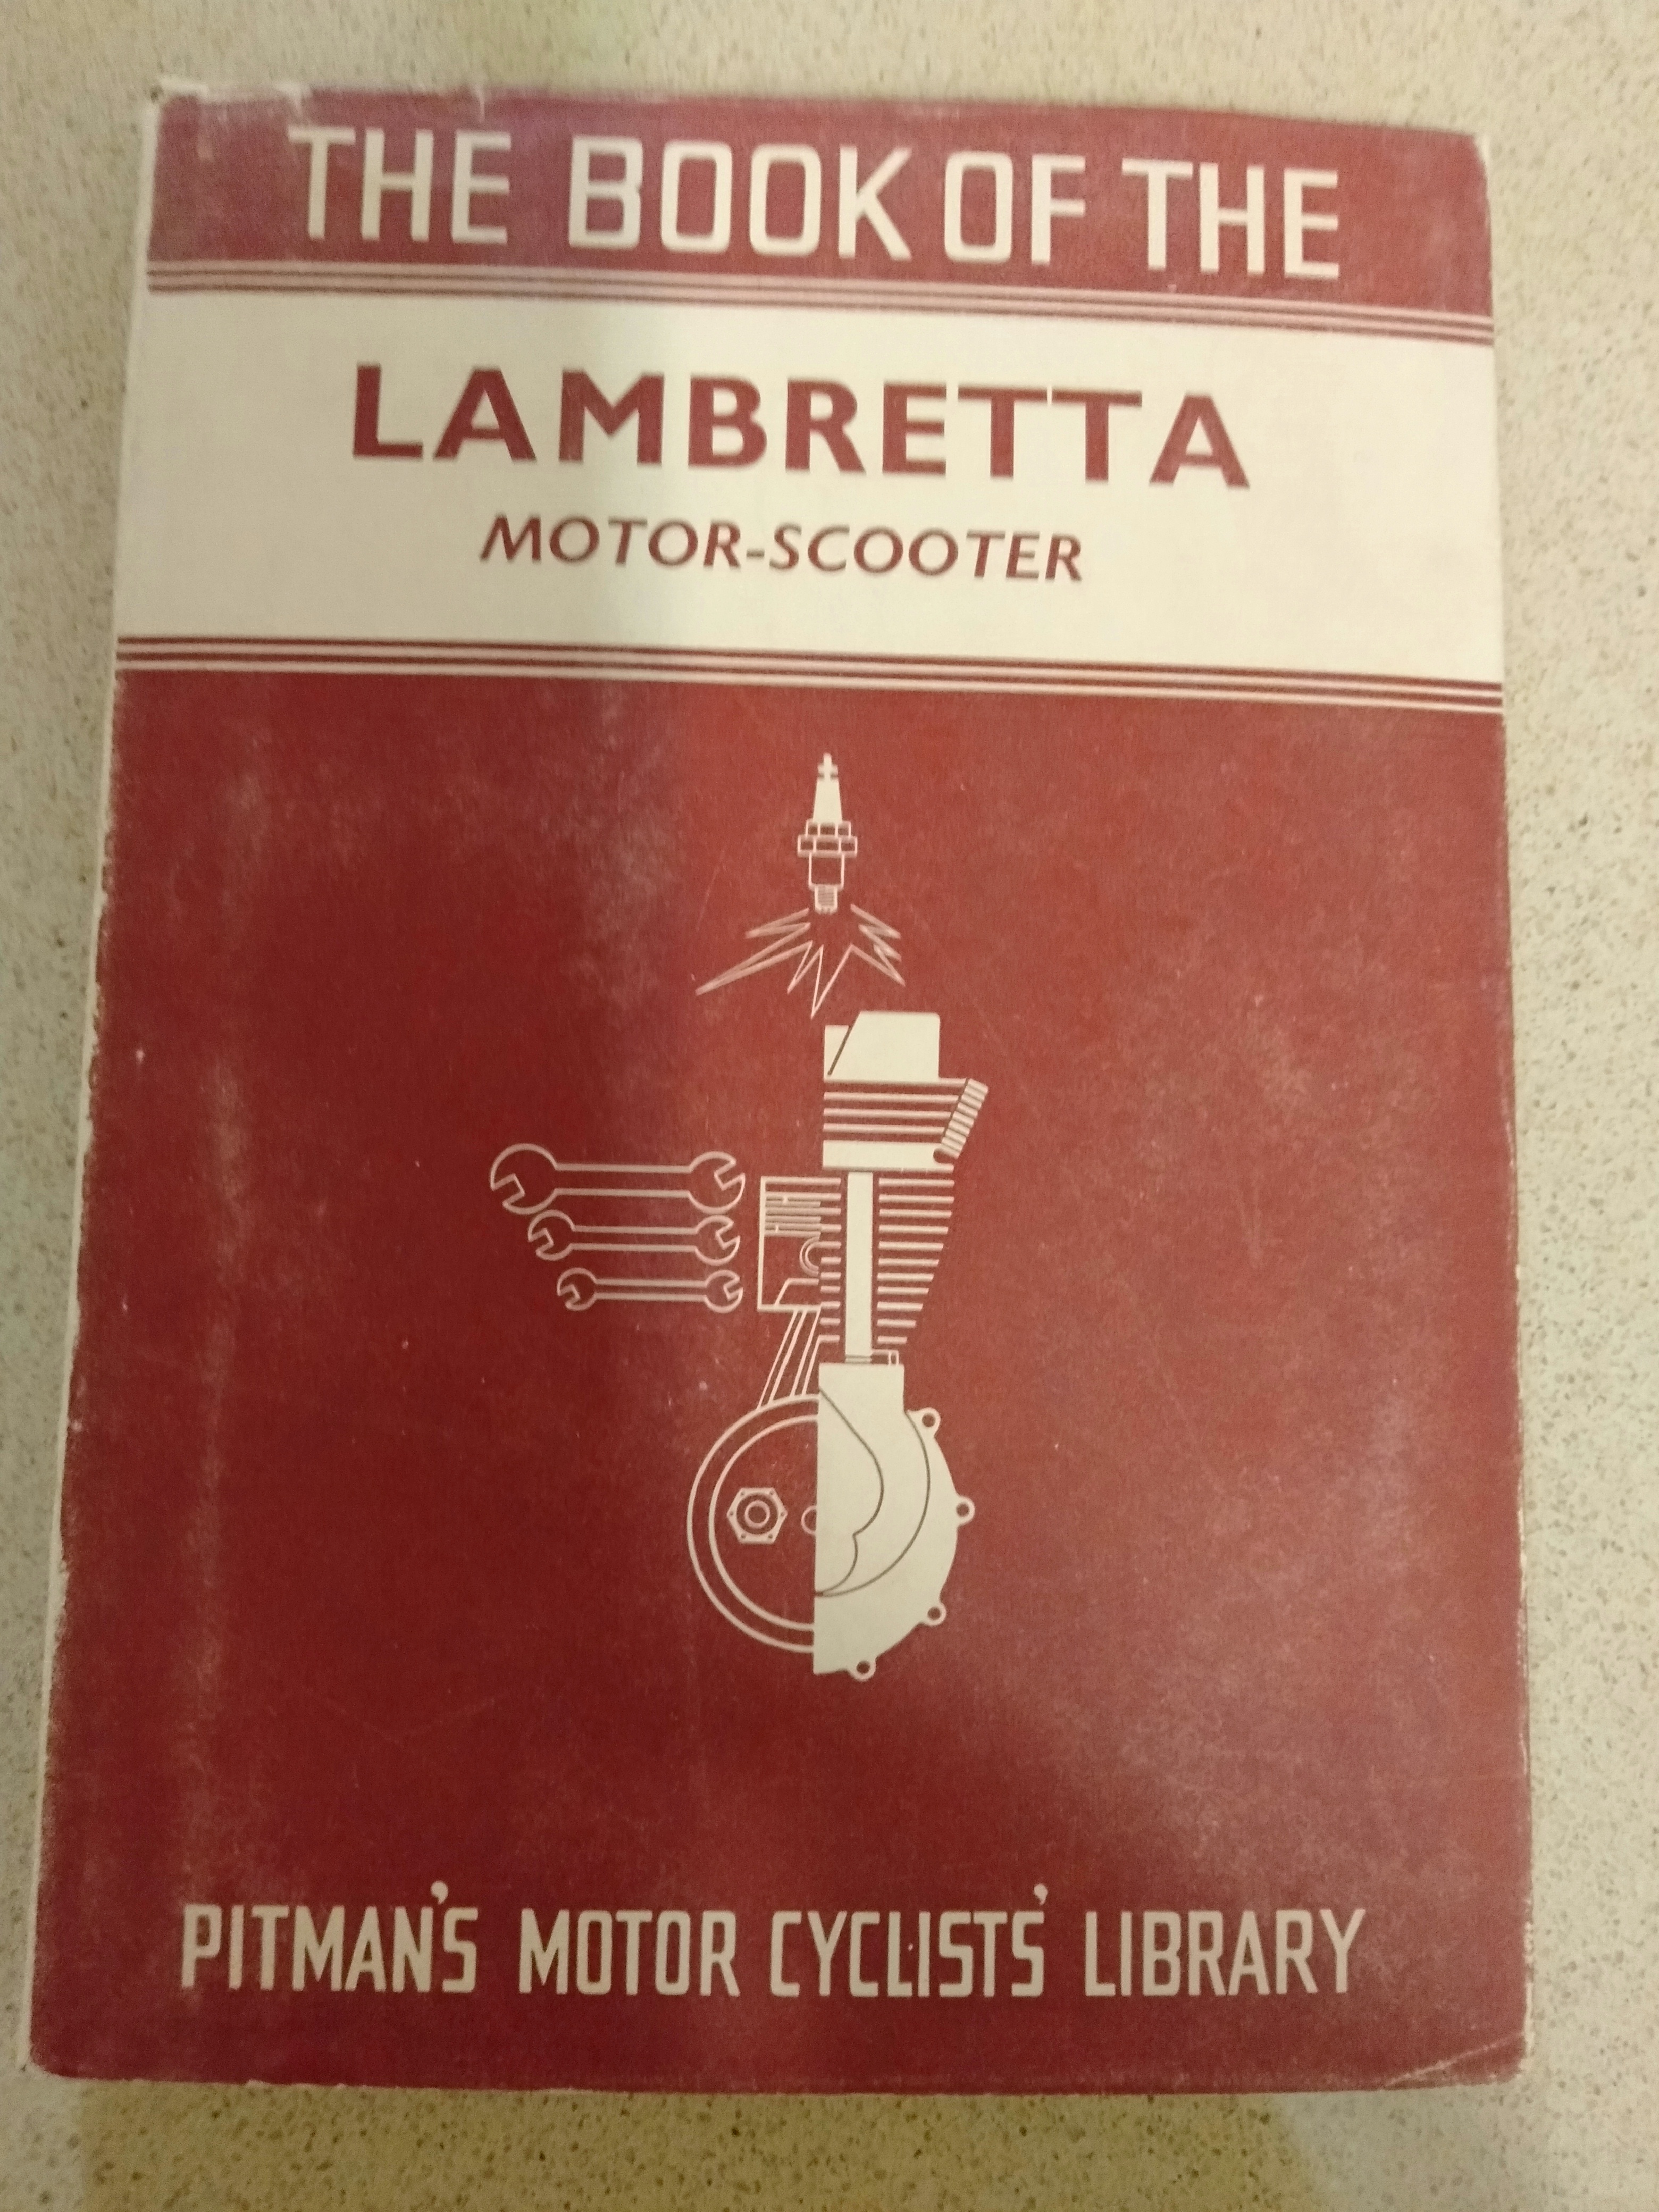 THE BOOK OF THE
LAMBRETTA
MOTOR-SCOOTER
PITMAN'S MOTOR CYCLISTS' LIBRARY